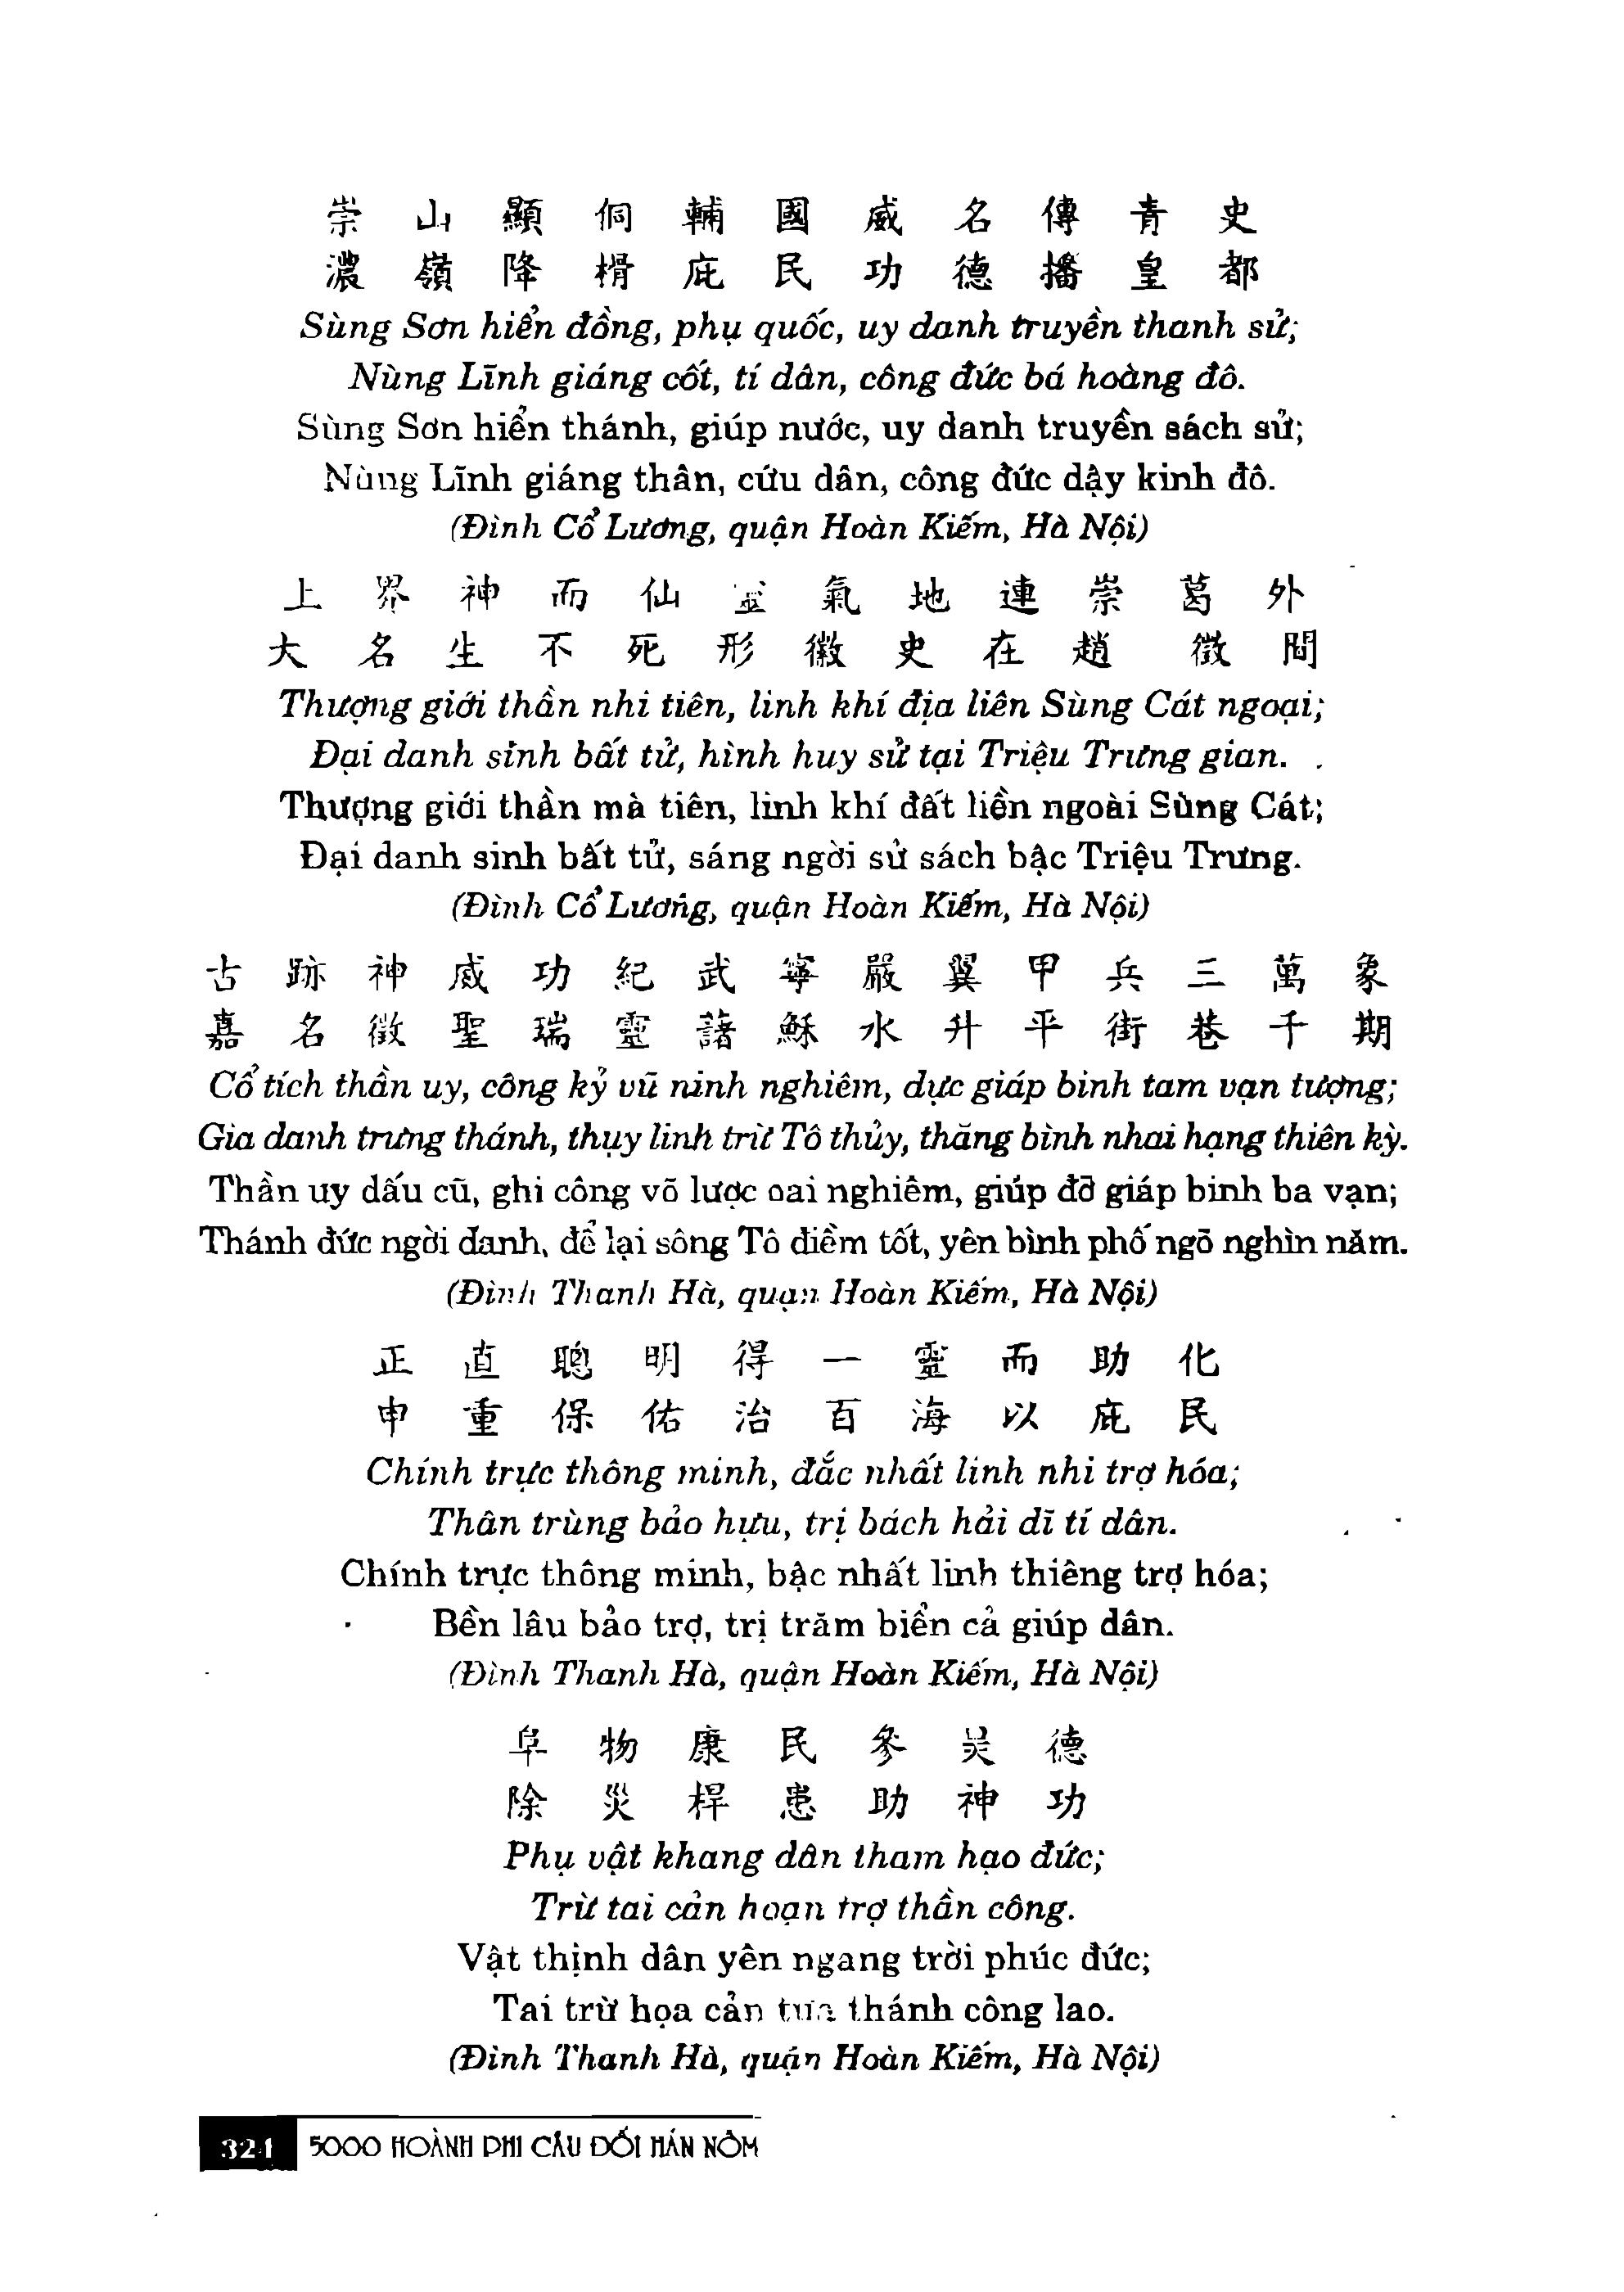 崇山顯侗輔國威名傳青史
濃嶺降榾庇民功德播皇都
Sùng Sơn hiển đồng, phụ quốc, uy danh truyền thanh sử;
Nùng Lĩnh giáng cốt, tí dân, công đức bá hoàng đô.
Sùng Sơn hiển thánh, giúp nước, uy danh truyền sách sử;
Nùng Lĩnh giáng thân, cứu dân, công đức dậy kinh đô.
(Đình Cổ Lương, quận Hoàn Kiếm, Hà Nội)
上界神而仙灵氣地連崇葛外
大名生不死形徽史在趙徵間
Thượng giới thần nhi tiên, linh khí địa liên Sùng Cát ngoại;
Đại danh sinh bất tử, hình huy sử tại Triệu Trưng gian.
Thượng giới thần mà tiên, linh khí đất liền ngoài Sùng Cát;
Đại danh sinh bất tử, sáng ngời sử sách bậc Triệu Trưng.
(Đình Cổ Lương, quận Hoàn Kiếm, Hà Nội)
古跡神威功紀武寧嚴翼甲兵三萬象
嘉名徵聖瑞靈藷穌水升平街巷千期
Cổ tích thần uy, công kỷ vũ ninh nghiêm, dực giáp binh tam vạn tượng;
Gia danh trưng thánh, thụy linh trừ Tô thủy, thăng bình nhai hạng thiên kỳ.
Thần uy dấu cũ, ghi công võ lược oai nghiêm, giúp đỡ giáp binh ba vạn;
Thánh đức ngời danh, để lại sông Tô điềm tốt, yên bình phố ngõ nghìn năm.
(Đình Thanh Hà, quận Hoàn Kiếm, Hà Nội)
正直聰明得一靈而助化
申重保佑治百海以庇民
Chính trực thông minh, đắc nhất linh nhi trợ hóa;
Thân trùng bảo hựu, trị bách hải dĩ tí dân.
Chính trực thông minh, bậc nhất linh thiêng trợ hóa;
Bền lâu bảo trợ, trị trăm biển cả giúp dân.
(Đình Thanh Hà, quận Hoàn Kiếm, Hà Nội)
阜物康民參昊德
除災桿患助神功
Phụ vật khang dân tham hạo đức;
Trừ tai cản hoạn trợ thần công.
Vật thịnh dân yên ngang trời phúc đức;
Tai trừ họa cản tựa thánh công lao.
(Đình Thanh Hà, quận Hoàn Kiếm, Hà Nội)
324 5000 HOÀNH PHI CÂU ĐỐI HÁN NÔM